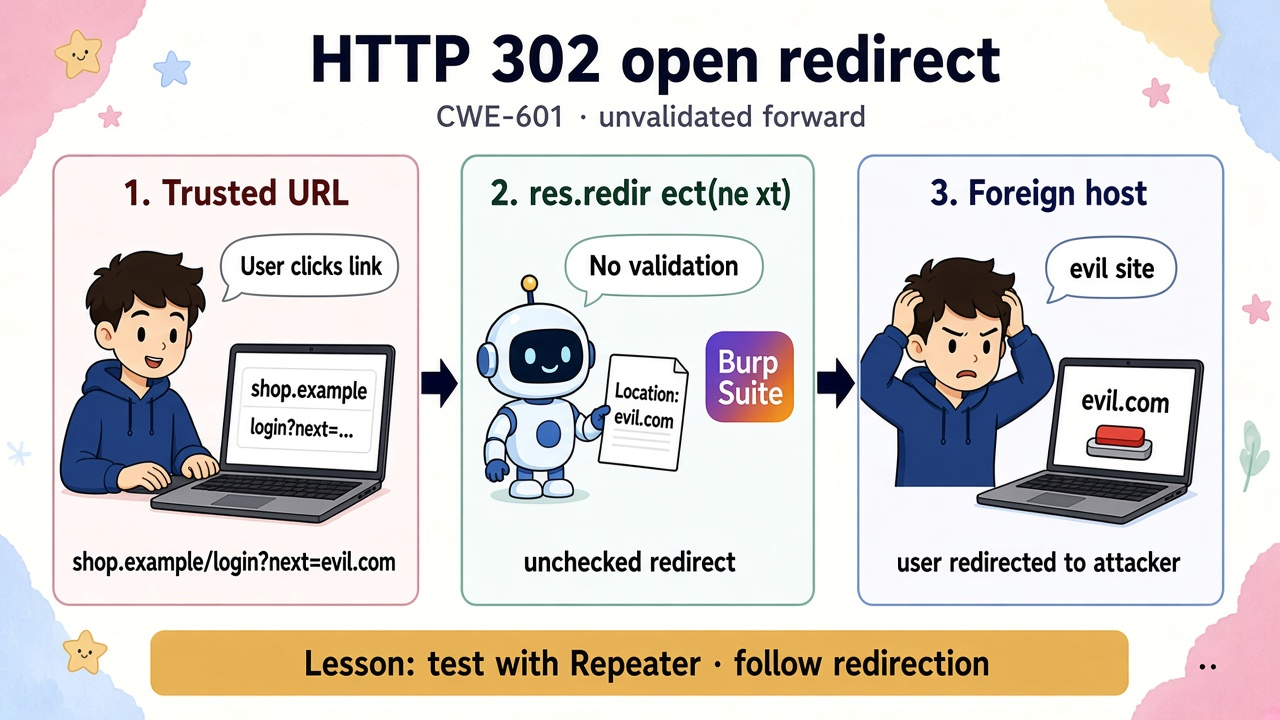 HTTP 302 open redirect
CWE-601 · unvalidated forward
1. Trusted URL
User clicks link
shop.example
login?next=...
shop.example/login?next=evil.com
2. res.redir ect(ne xt)
No validation
Location:
evil.com
Burp
Suite
unchecked redirect
3. Foreign host
evil site
evil.com
user redirected to attacker
Lesson: test with Repeater · follow redirection
..